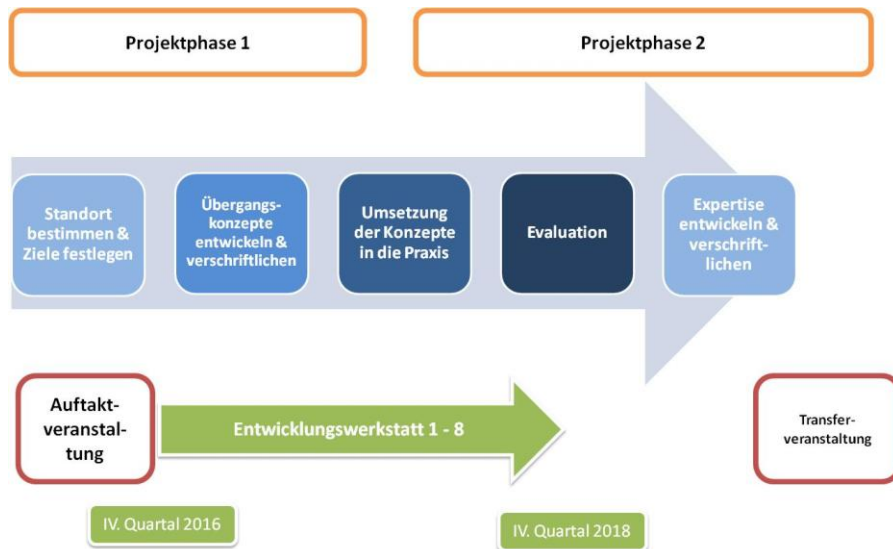 Projektphase 1
Projektphase 2
Standort
bestimmen &
Ziele festlegen
Übergangs-
konzepte
entwickeln &
verschriftlichen
Umsetzung
der Konzepte
in die Praxis
Evaluation
Expertise
entwickeln &
verschrift-
lichen
Auftakt-
veranstal-
tung
Entwicklungswerkstatt 1 - 8
Transfer-
veranstaltung
IV. Quartal 2016
IV. Quartal 2018